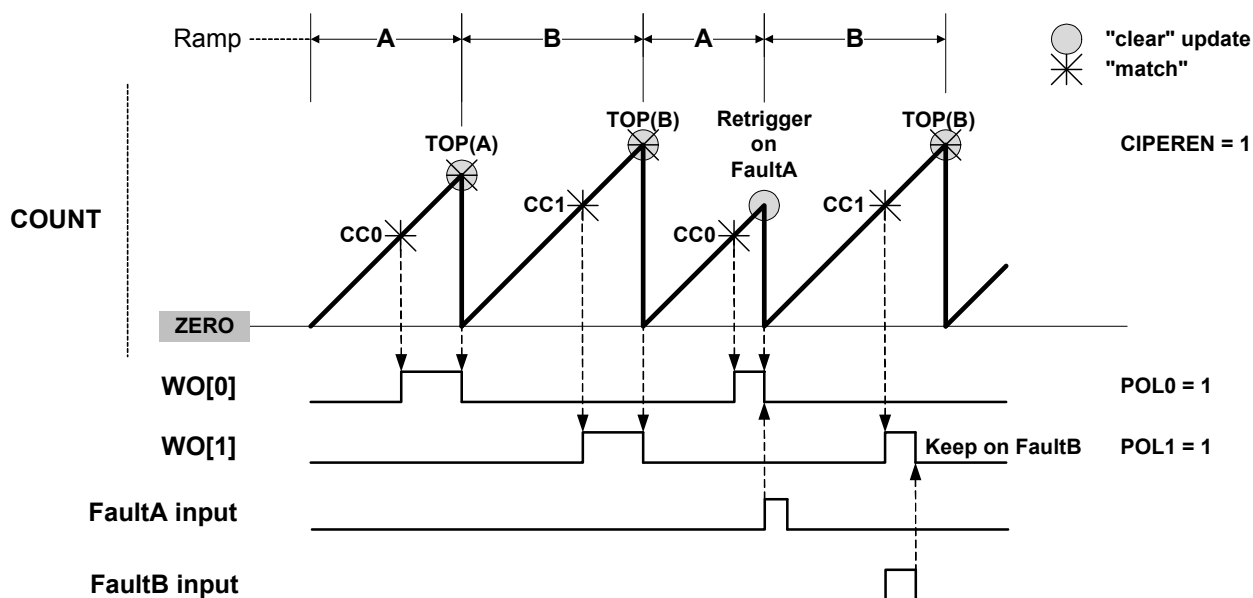 Ramp A B A B "clear" update
"match"
TOP(A) TOP(B) Retrigger on FaultA TOP(B) CIPEREN = 1
COUNT CC0 CC1 CC0 CC1
ZERO
WO[0] POL0 = 1
WO[1] Keep on FaultB POL1 = 1
FaultA input
FaultB input